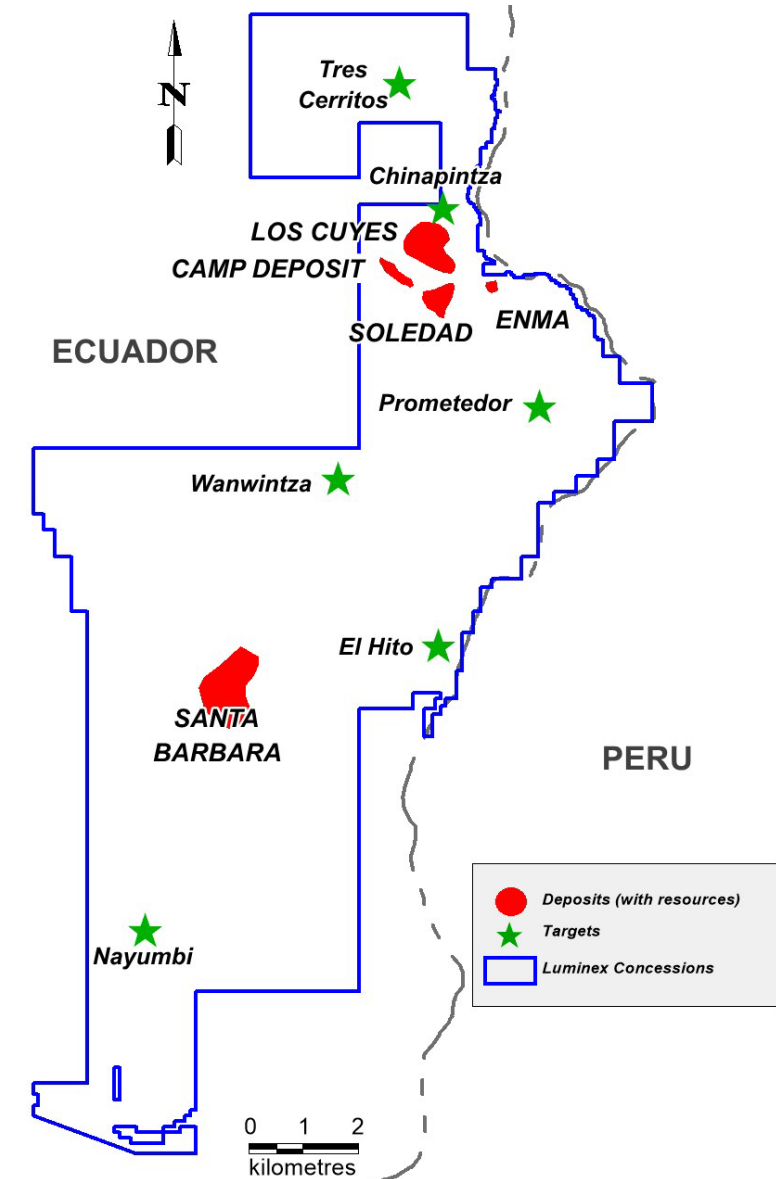 Tres
Cerritos
N
Chinapintza
LOS CUYES
CAMP DEPOSIT
SOLEDAD
ENMA
ECUADOR
Prometedor
Wanwintza
El Hito
SANTA
BARBARA
PERU
Deposits (with resources)
Targets
Luminex Concessions
Nayumbi
0 1 2
kilometres